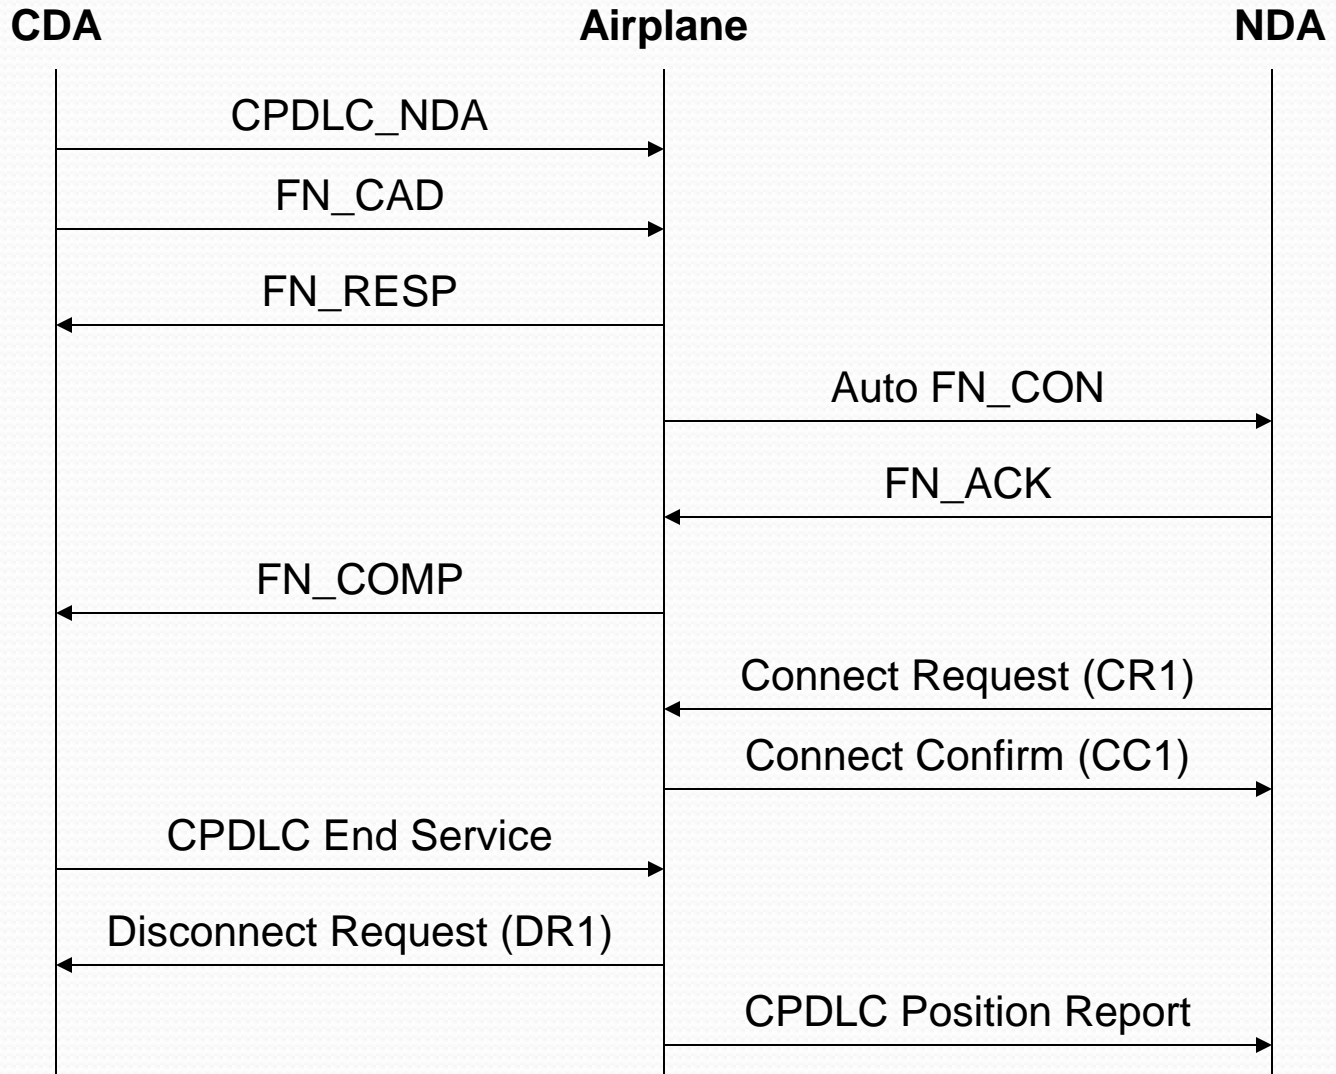 CDA Airplane NDA
CPDLC_NDA
FN_CAD
FN_RESP
Auto FN_CON
FN_ACK
FN_COMP
Connect Request (CR1)
Connect Confirm (CC1)
CPDLC End Service
Disconnect Request (DR1)
CPDLC Position Report